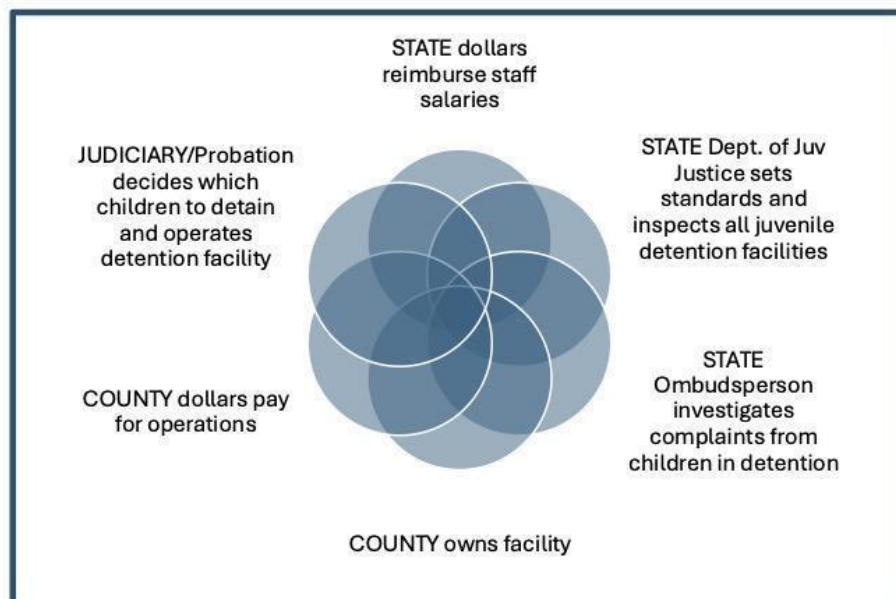 STATE dollars
reimburse staff
salaries
JUDICIARY/Probation
decides which
children to detain
and operates
detention facility
STATE Dept. of Juv
Justice sets
standards and
inspects all juvenile
detention facilities
COUNTY dollars pay
for operations
STATE
Ombudsperson
investigates
complaints from
children in detention
COUNTY owns facility